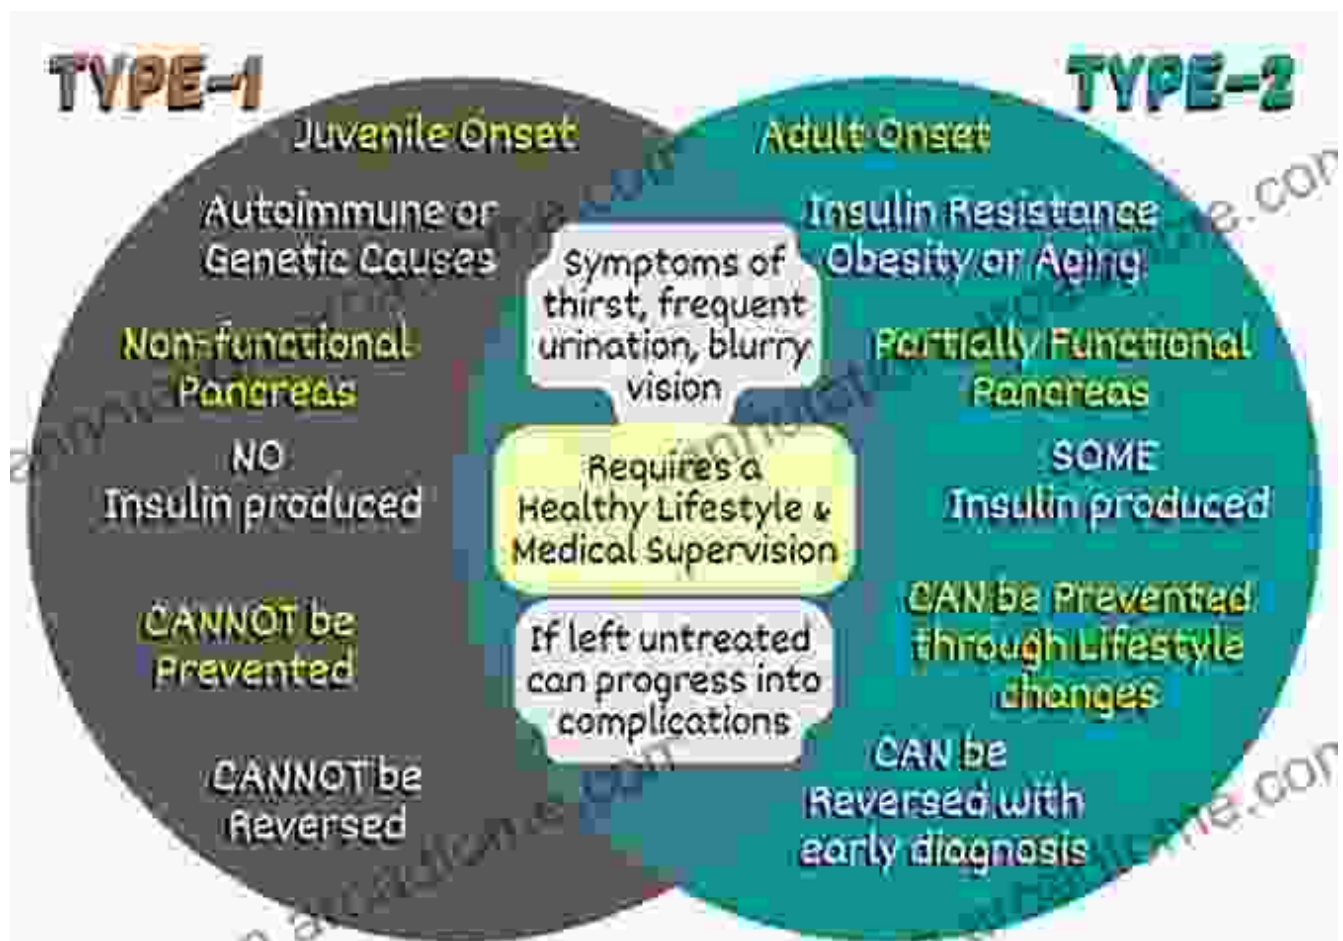 TYPE-1
Juvenile Onset
Autoimmune or
Genetic Causes
Non-functional
Pancreas
NO
Insulin produced
CANNOT be
Prevented
CANNOT be
Reversed
Symptoms of
thirst, frequent
urination, blurry
vision
Requires a
Healthy Lifestyle &
Medical Supervision
If left untreated
can progress into
complications
TYPE-2
Adult Onset
Insulin Resistance
Obesity or Aging
Partially Functional
Pancreas
SOME
Insulin produced
CAN be Prevented
through Lifestyle
changes
CAN be
Reversed with
early diagnosis